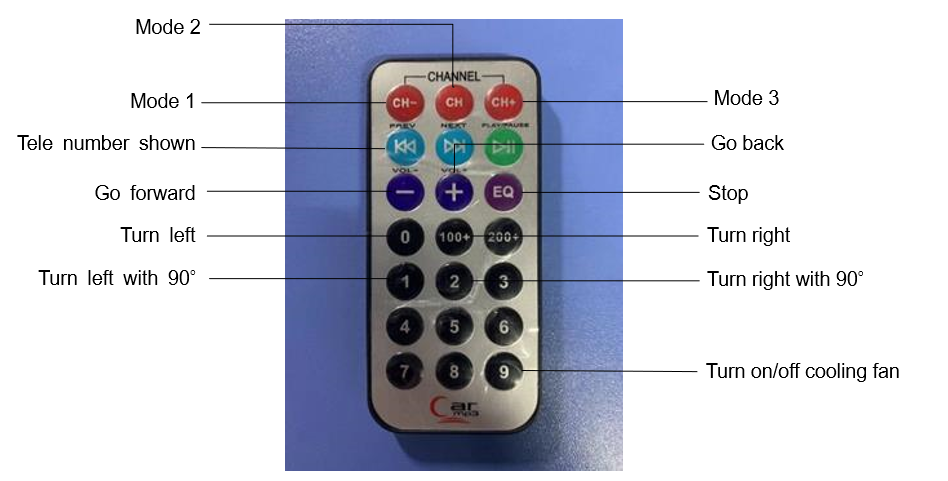 Mode 2
CHANNEL
Mode 1
CH−
CH
CH+
Mode 3
PREV
NEXT
PLAY/PAUSE
Tele number shown
Go back
VOL−
VOL+
Go forward
−
+
EQ
Stop
Turn left
0
100+
200+
Turn right
Turn left with 90°
1
2
3
Turn right with 90°
4
5
6
7
8
9
Turn on/off cooling fan
Car
mp3